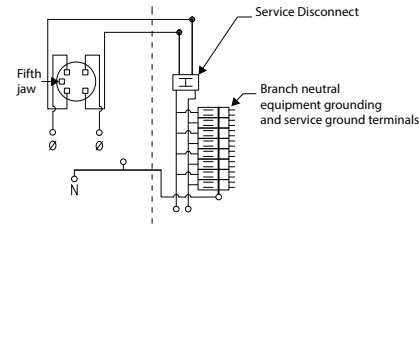 Service Disconnect
Fifth
jaw
Branch neutral
equipment grounding
and service ground terminals
Ø
Ø
N